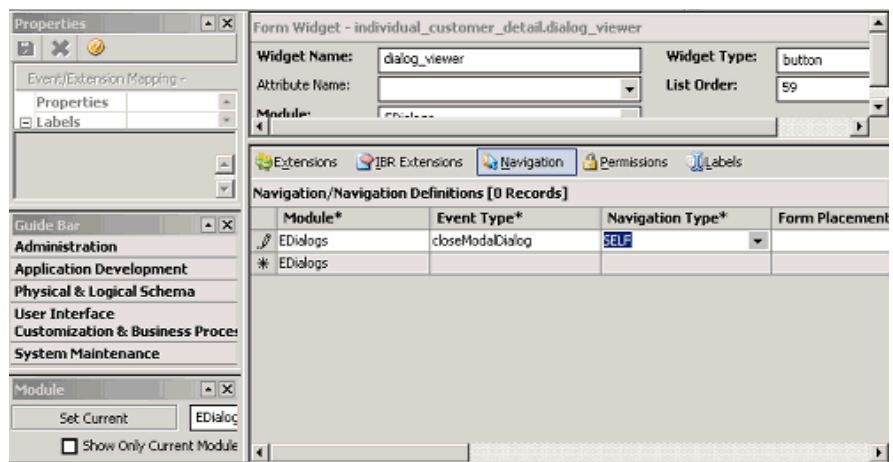 Properties
Event/Extension Mapping -
Properties
Labels
Guide Bar
Administration
Application Development
Physical & Logical Schema
User Interface
Customization & Business Proce
System Maintenance
Module
Set Current
EDialog
Show Only Current Module
Form Widget - individual_customer_detail.dialog_viewer
Widget Name: dialog_viewer Widget Type: button
Attribute Name: List Order: 59
Module: EDialogs
Extensions IBR Extensions Navigation Permissions Labels
Navigation/Navigation Definitions [0 Records]
Module* Event Type* Navigation Type* Form Placement
EDialogs closeModalDialog SELF
EDialogs